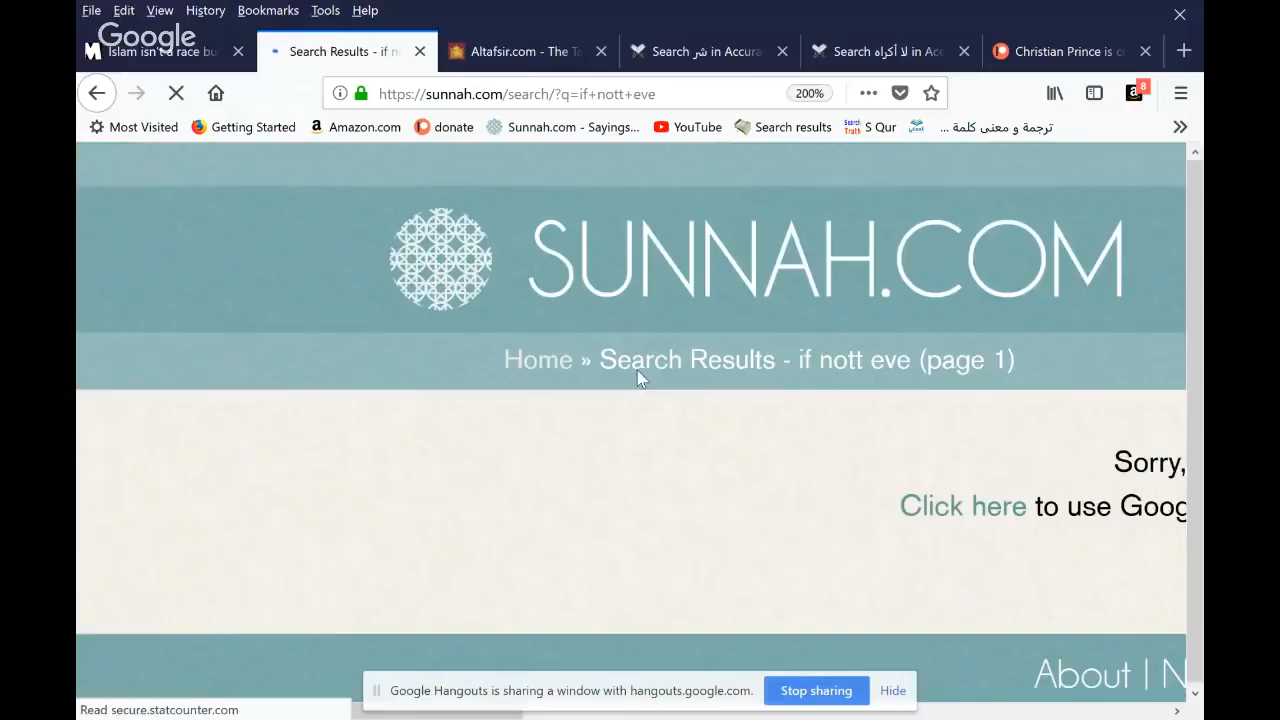 File Edit View History Bookmarks Tools Help
Google
Islam isn't a race bu
Search Results - if n
Altafsir.com - The Ta
Search شر in Accura
Search لا أكراه in Acc
Christian Prince is cr
https://sunnah.com/search/?q=if+nott+eve
200%
8
Most Visited Getting Started Amazon.com donate Sunnah.com - Sayings... YouTube Search results S Qur ترجمة و معنى كلمة ...
SUNNAH.COM
Home » Search Results - if nott eve (page 1)
Sorry,
Click here to use Goog
About | N
Google Hangouts is sharing a window with hangouts.google.com. Stop sharing Hide
Read secure.statcounter.com